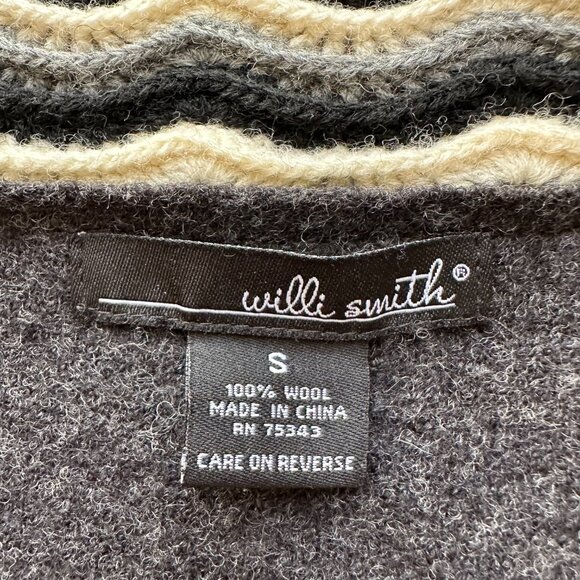 willi smith®
S
100% WOOL
MADE IN CHINA
RN 75343
CARE ON REVERSE